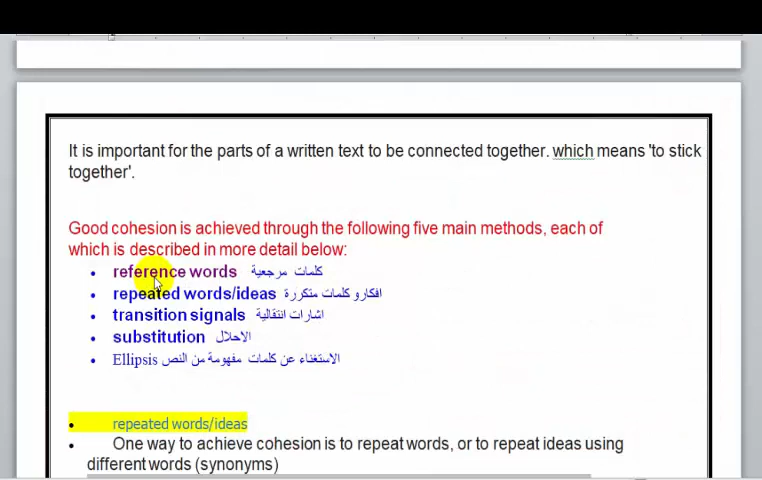 It is important for the parts of a written text to be connected together. which means 'to stick
together'.
Good cohesion is achieved through the following five main methods, each of
which is described in more detail below:
• reference words كلمات مرجعية
• repeated words/ideas افكارو كلمات متكررة
• transition signals اشارات انتقالية
• substitution الاحلال
• Ellipsis الاستغناء عن كلمات مفهومة من النص
• repeated words/ideas
• One way to achieve cohesion is to repeat words, or to repeat ideas using
different words (synonyms)